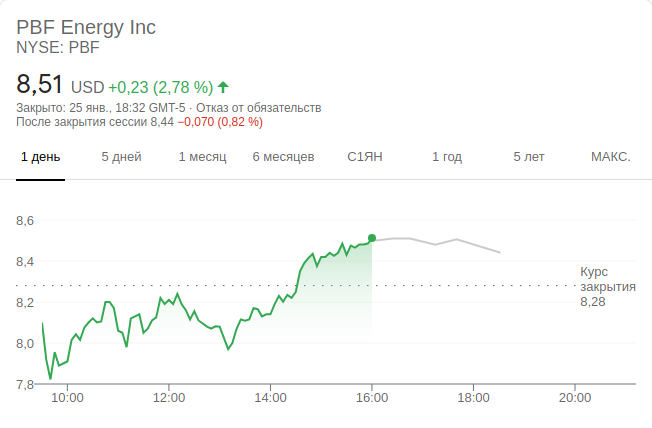 PBF Energy Inc
NYSE: PBF
8,51 USD +0,23 (2,78 %)
Закрыто: 25 янв., 18:32 GMT-5 · Отказ от обязательств
После закрытия сессии 8,44 −0,070 (0,82 %)
1 день 5 дней 1 месяц 6 месяцев С1ЯН 1 год 5 лет МАКС.
8,6
8,4
Курс
закрытия
8,28
8,2
8,0
7,8
10:00 12:00 14:00 16:00 18:00 20:00